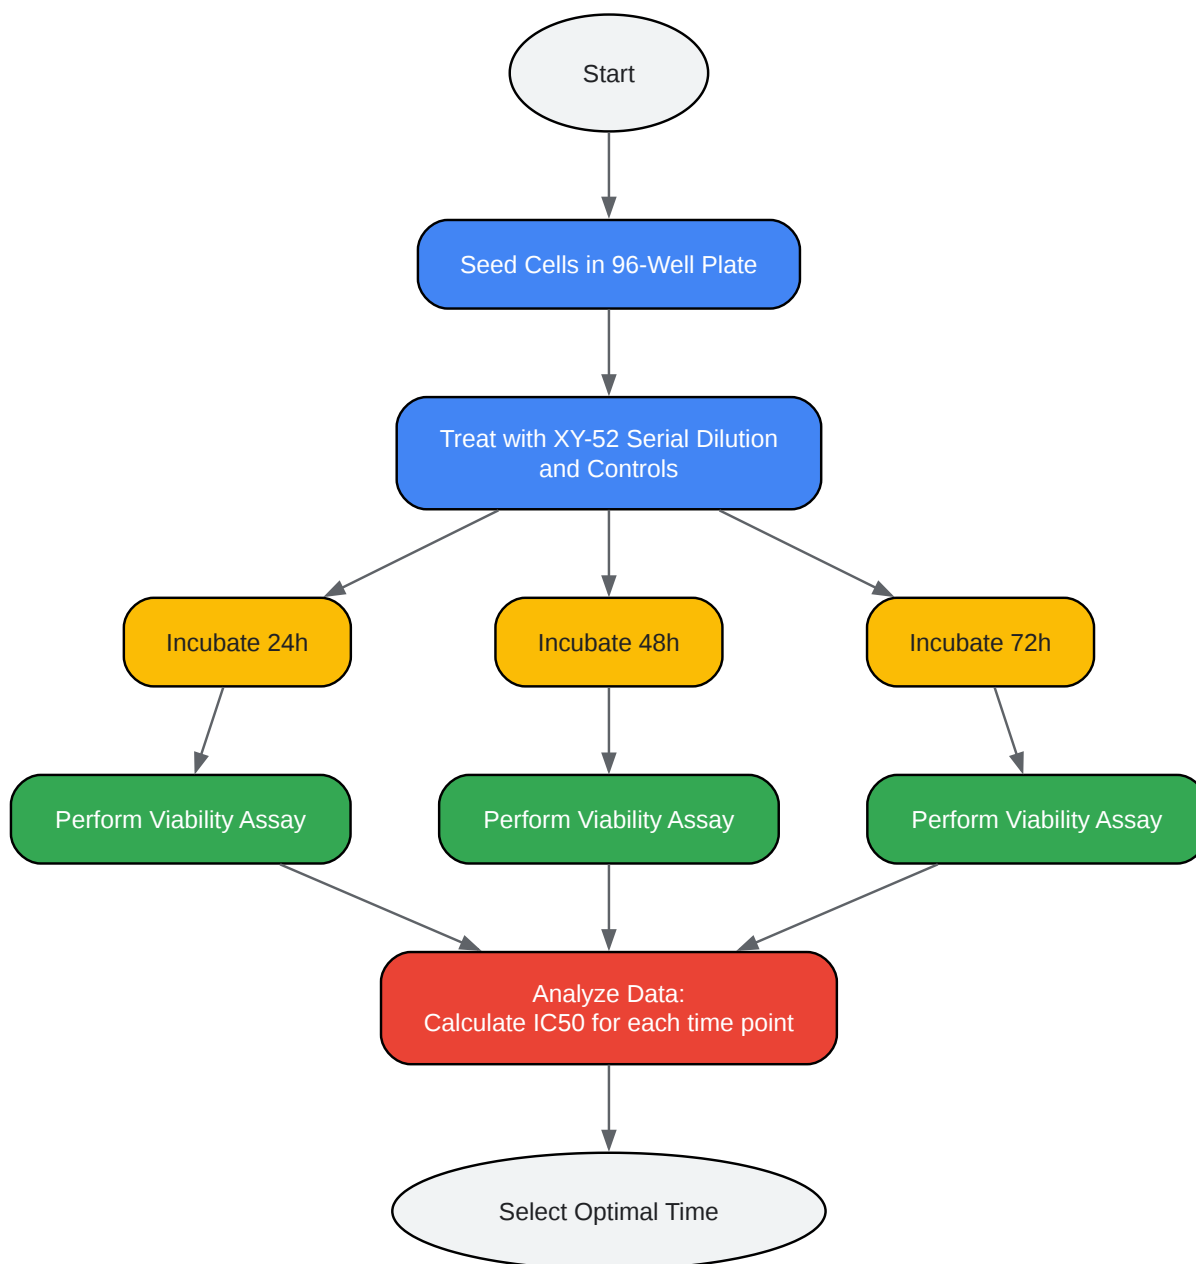 Start
Seed Cells in 96-Well Plate
Treat with XY-52 Serial Dilution
and Controls
Incubate 24h
Incubate 48h
Incubate 72h
Perform Viability Assay
Perform Viability Assay
Perform Viability Assay
Analyze Data:
Calculate IC50 for each time point
Select Optimal Time